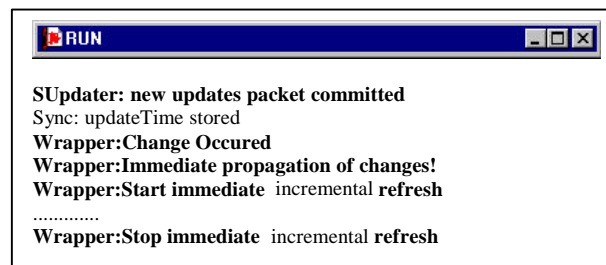 RUN
SUpdater: new updates packet committed
Sync: updateTime stored
Wrapper:Change Occured
Wrapper:Immediate propagation of changes!
Wrapper:Start immediate incremental refresh
.............
Wrapper:Stop immediate incremental refresh